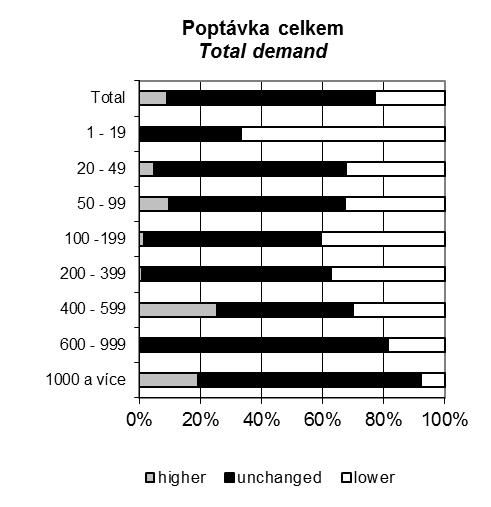 Poptávka celkem
Total demand
Total
1 - 19
20 - 49
50 - 99
100 -199
200 - 399
400 - 599
600 - 999
1000 a více
0% 20% 40% 60% 80% 100%
higher unchanged lower